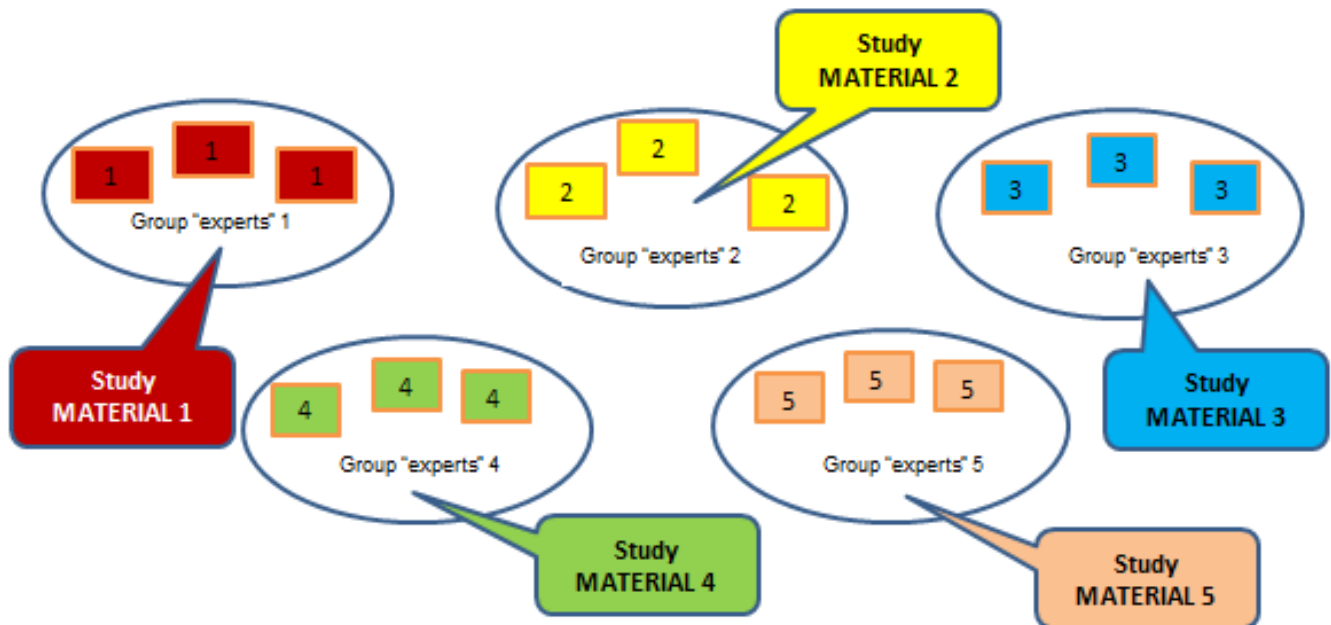 Study
MATERIAL 2
1
1
1
Group "experts" 1
2
2
2
Group "experts" 2
3
3
3
Group "experts" 3
Study
MATERIAL 1
4
4
4
Group "experts" 4
5
5
5
Group "experts" 5
Study
MATERIAL 3
Study
MATERIAL 4
Study
MATERIAL 5